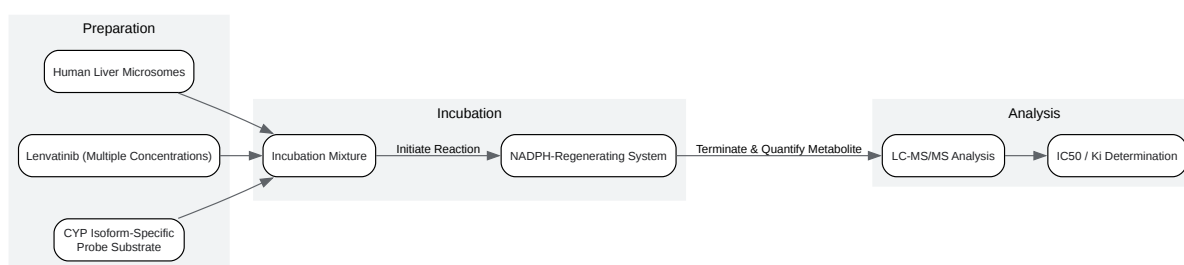 Preparation
Human Liver Microsomes
Lenvatinib (Multiple Concentrations)
CYP Isoform-Specific
Probe Substrate
Incubation
Incubation Mixture
Initiate Reaction
NADPH-Regenerating System
Terminate & Quantify Metabolite
Analysis
LC-MS/MS Analysis
IC50 / Ki Determination